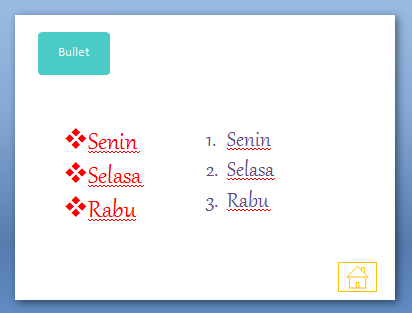 Bullet
❖Senin
❖Selasa
❖Rabu
1. Senin
2. Selasa
3. Rabu